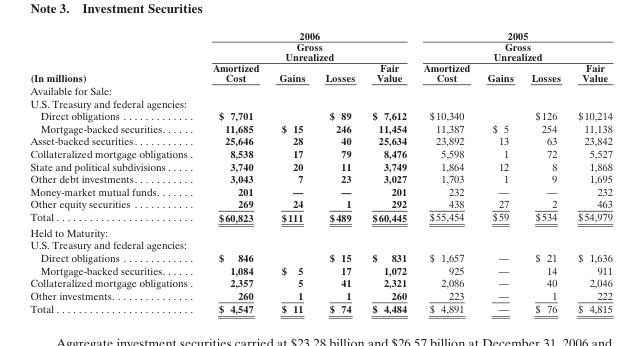 Note 3. Investment Securities
2006 2005
Gross Gross
Unrealized Unrealized
Amortized Fair Amortized Fair
(In millions) Cost Gains Losses Value Cost Gains Losses Value
Available for Sale:
U.S. Treasury and federal agencies:
Direct obligations . . . . . . . . . . . . $ 7,701 $ 89 $ 7,612 $10,340 $126 $10,214
Mortgage-backed securities. . . . . . 11,685 $ 15 246 11,454 11,387 $ 5 254 11,138
Asset-backed securities. . . . . . . . . . . . 25,646 28 40 25,634 23,892 13 63 23,842
Collateralized mortgage obligations . 8,538 17 79 8,476 5,598 1 72 5,527
State and political subdivisions . . . . . 3,740 20 11 3,749 1,864 12 8 1,868
Other debt investments. . . . . . . . . . . . 3,043 7 23 3,027 1,703 1 9 1,695
Money-market mutual funds. . . . . . . 201 — — 201 232 — — 232
Other equity securities . . . . . . . . . . . 269 24 1 292 438 27 2 463
Total . . . . . . . . . . . . . . . . . . . . . . . . . $60,823 $111 $489 $60,445 $55,454 $59 $534 $54,979
Held to Maturity:
U.S. Treasury and federal agencies:
Direct obligations . . . . . . . . . . . . $ 846 $ 15 $ 831 $ 1,657 — $ 21 $ 1,636
Mortgage-backed securities. . . . . . 1,084 $ 5 17 1,072 925 — 14 911
Collateralized mortgage obligations . 2,357 5 41 2,321 2,086 — 40 2,046
Other investments. . . . . . . . . . . . . . . 260 1 1 260 223 — 1 222
Total . . . . . . . . . . . . . . . . . . . . . . . . . $ 4,547 $ 11 $ 74 $ 4,484 $ 4,891 — $ 76 $ 4,815
Aggregate investment securities carried at $23.28 billion and $26.57 billion at December 31, 2006 and